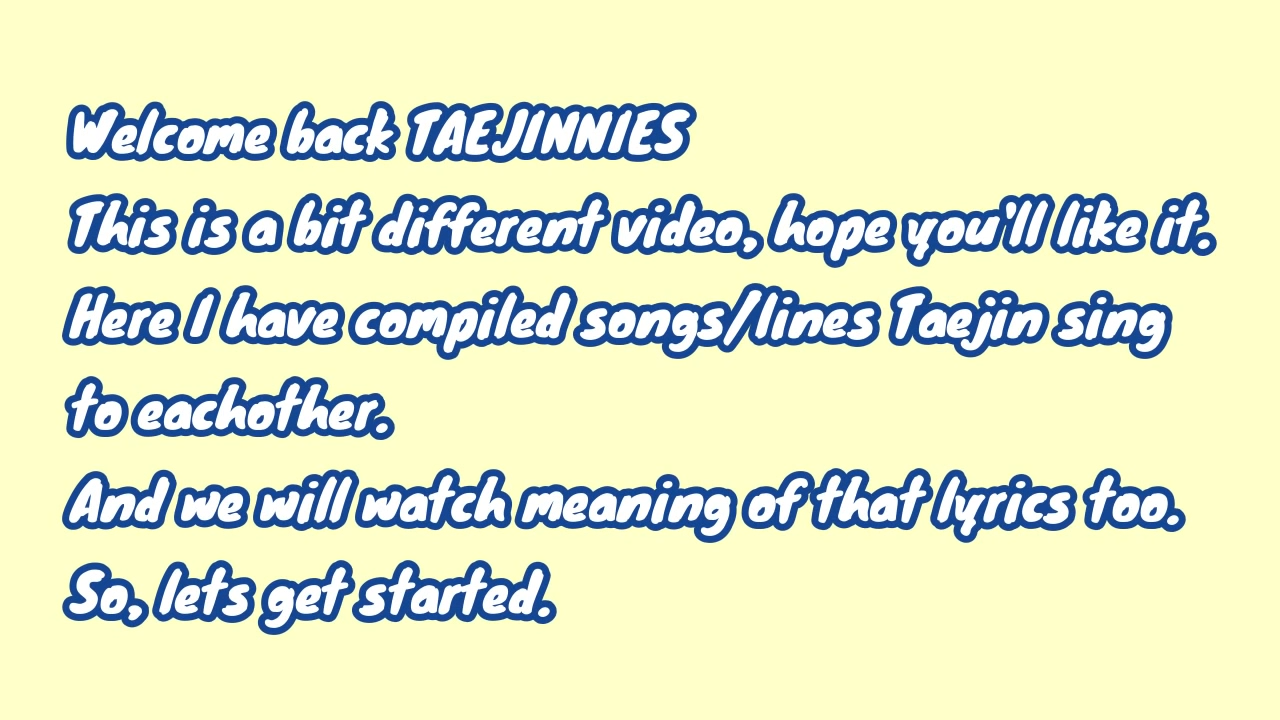 Welcome back TAEJINNIES
This is a bit different video, hope you'll like it.
Here I have compiled songs/lines Taejin sing
to eachother.
And we will watch meaning of that lyrics too.
So, lets get started.